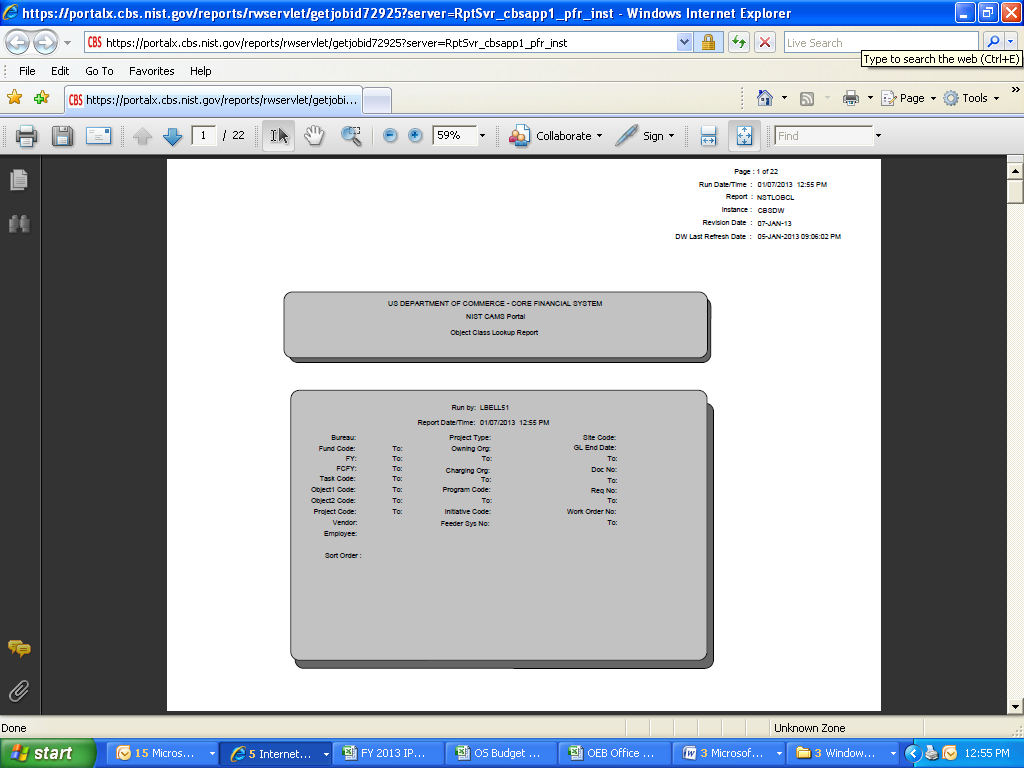 https://portalx.cbs.nist.gov/reports/rwservlet/getjobid72925?server=RptSvr_cbsapp1_pfr_inst - Windows Internet Explorer
CBS https://portalx.cbs.nist.gov/reports/rwservlet/getjobid72925?server=RptSvr_cbsapp1_pfr_inst
Live Search
Type to search the web (Ctrl+E)
File Edit Go To Favorites Help
CBS https://portalx.cbs.nist.gov/reports/rwservlet/getjobi...
Page Tools
1 / 22 59% Collaborate Sign Find
Page : 1 of 22
Run Date/Time : 01/07/2013 12:55 PM
Report : NSTLOBCL
Instance : CBSDW
Revision Date : 07-JAN-13
DW Last Refresh Date : 05-JAN-2013 09:06:02 PM
US DEPARTMENT OF COMMERCE - CORE FINANCIAL SYSTEM
NIST CAMS Portal
Object Class Lookup Report
Run by: LBELL51
Report Date/Time: 01/07/2013 12:55 PM
Bureau: Project Type: Site Code:
Fund Code: To: Owning Org: GL End Date:
FY: To: To: To:
FCFY: To: Charging Org: Doc No:
Task Code: To: To: To:
Object1 Code: To: Program Code: Req No:
Object2 Code: To: To: To:
Project Code: To: Initiative Code: Work Order No:
Vendor: Feeder Sys No: To:
Employee:
Sort Order :
Done Unknown Zone
start 15 Micros... 5 Internet... FY 2013 IP... OS Budget ... OEB Office ... 3 Microsof... 3 Window... 12:55 PM